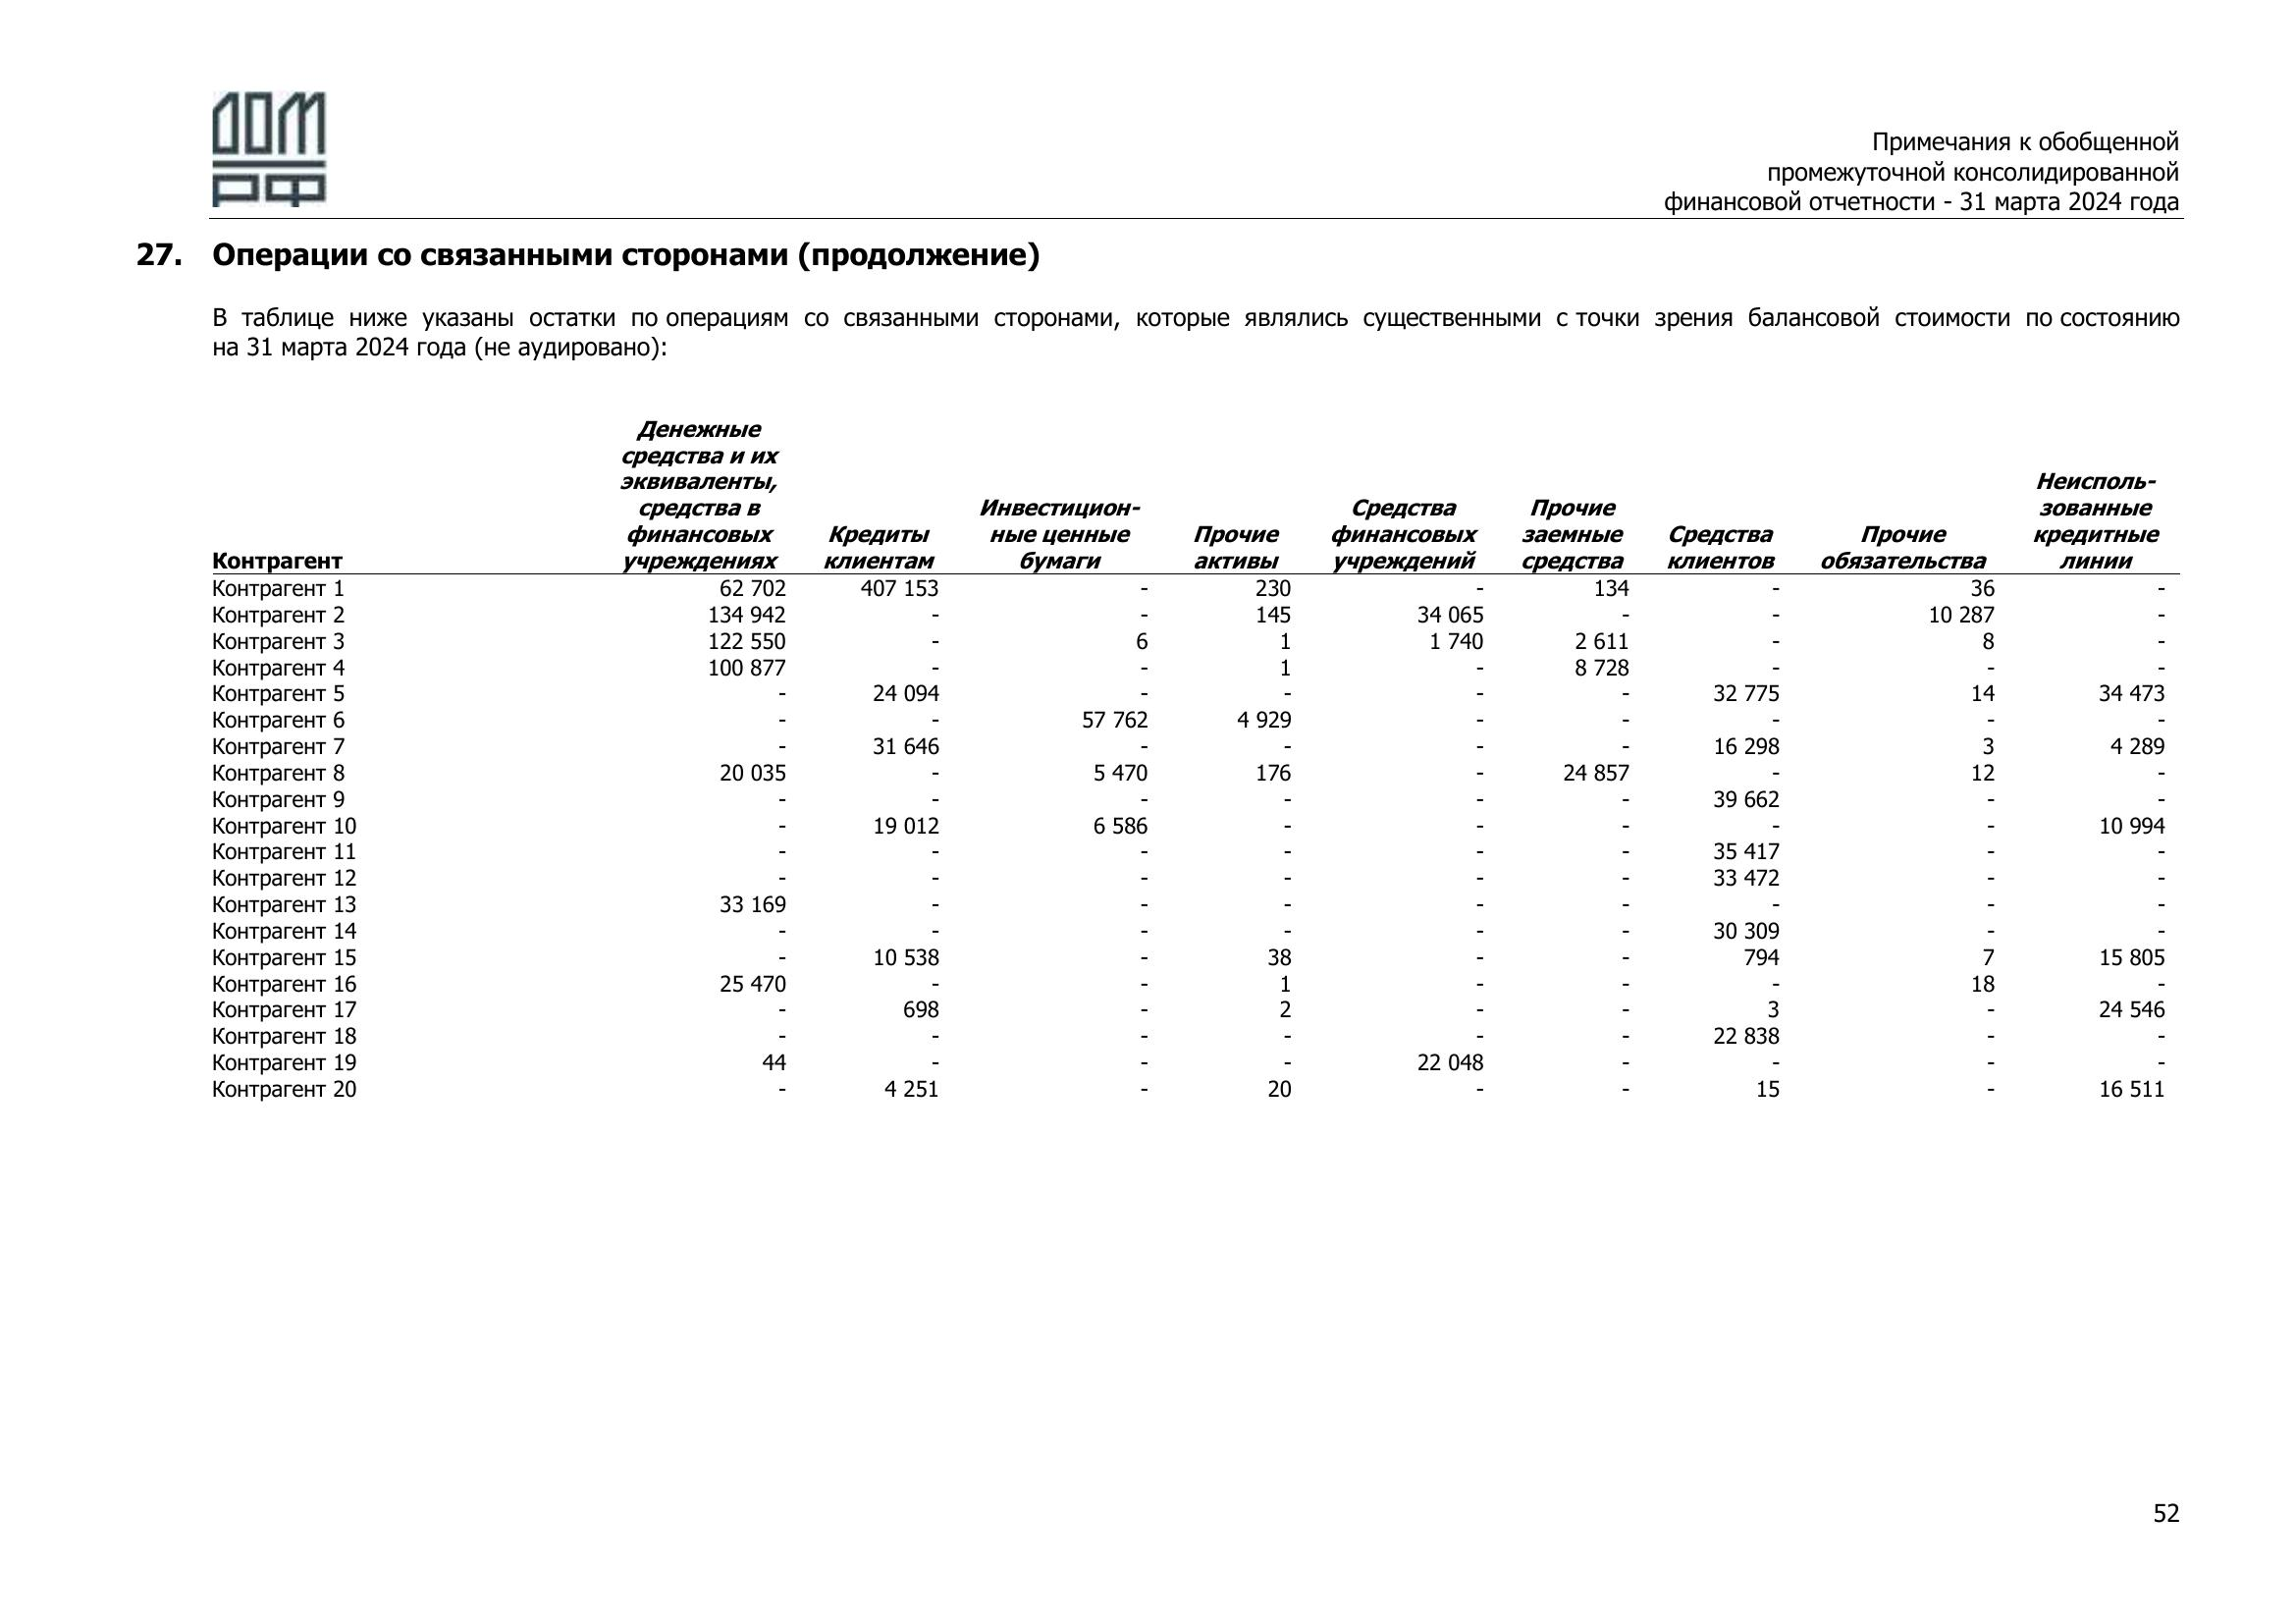 ДОМ
РФ
Примечания к обобщенной
промежуточной консолидированной
финансовой отчетности - 31 марта 2024 года
27. Операции со связанными сторонами (продолжение)
В таблице ниже указаны остатки по операциям со связанными сторонами, которые являлись существенными с точки зрения балансовой стоимости по состоянию
на 31 марта 2024 года (не аудировано):
Контрагент
Денежные
средства и их
эквиваленты,
средства в
финансовых
учреждениях
Кредиты
клиентам
Инвестицион-
ные ценные
бумаги
Прочие
активы
Средства
финансовых
учреждений
Прочие
заемные
средства
Средства
клиентов
Прочие
обязательства
Неисполь-
зованные
кредитные
линии
Контрагент 1 62 702 407 153 - 230 - 134 - 36 -
Контрагент 2 134 942 - - 145 34 065 - - 10 287 -
Контрагент 3 122 550 - 6 1 1 740 2 611 - 8 -
Контрагент 4 100 877 - - 1 - 8 728 - - -
Контрагент 5 - 24 094 - - - - 32 775 14 34 473
Контрагент 6 - - 57 762 4 929 - - - - -
Контрагент 7 - 31 646 - - - - 16 298 3 4 289
Контрагент 8 20 035 - 5 470 176 - 24 857 - 12 -
Контрагент 9 - - - - - - 39 662 - -
Контрагент 10 - 19 012 6 586 - - - - - 10 994
Контрагент 11 - - - - - - 35 417 - -
Контрагент 12 - - - - - - 33 472 - -
Контрагент 13 33 169 - - - - - - - -
Контрагент 14 - - - - - - 30 309 - -
Контрагент 15 - 10 538 - 38 - - 794 7 15 805
Контрагент 16 25 470 - - 1 - - - 18 -
Контрагент 17 - 698 - 2 - - 3 - 24 546
Контрагент 18 - - - - - - 22 838 - -
Контрагент 19 44 - - - 22 048 - - - -
Контрагент 20 - 4 251 - 20 - - 15 - 16 511
52